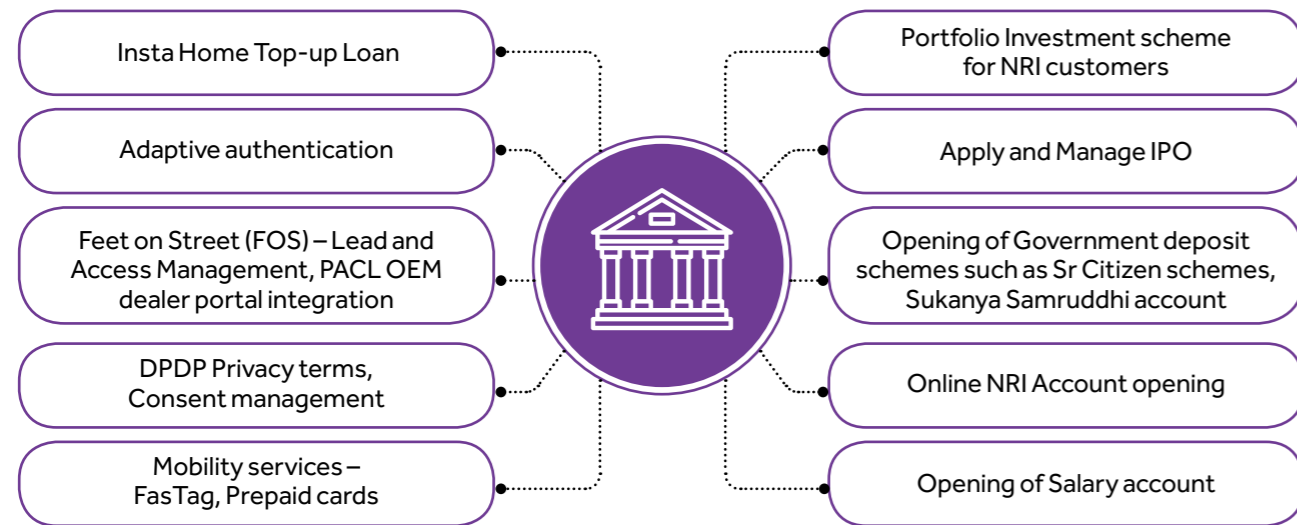 Insta Home Top-up Loan
Adaptive authentication
Feet on Street (FOS) – Lead and
Access Management, PACL OEM
dealer portal integration
DPDP Privacy terms,
Consent management
Mobility services –
FasTag, Prepaid cards
Portfolio Investment scheme
for NRI customers
Apply and Manage IPO
Opening of Government deposit
schemes such as Sr Citizen schemes,
Sukanya Samruddhi account
Online NRI Account opening
Opening of Salary account